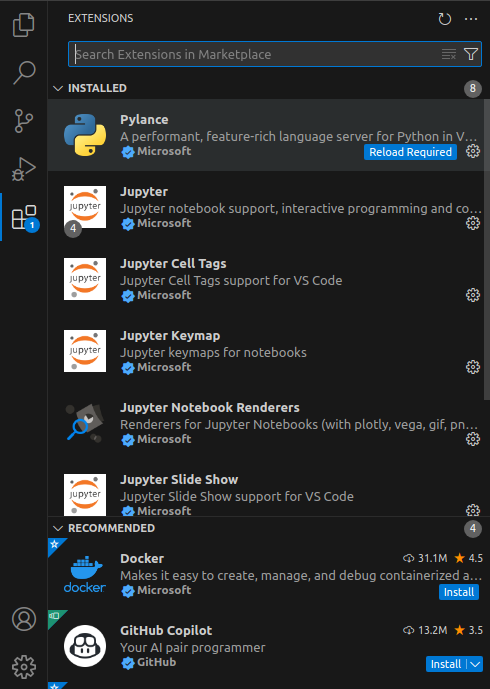 EXTENSIONS
Search Extensions in Marketplace
INSTALLED 8
Pylance
A performant, feature-rich language server for Python in V...
Microsoft Reload Required
Jupyter
jupyter
Jupyter notebook support, interactive programming and co...
4 Microsoft
1
Jupyter Cell Tags
jupyter
Jupyter Cell Tags support for VS Code
Microsoft
Jupyter Keymap
jupyter
Jupyter keymaps for notebooks
Microsoft
Jupyter Notebook Renderers
Renderers for Jupyter Notebooks (with plotly, vega, gif, pn...
Microsoft
Jupyter Slide Show
jupyter
Jupyter Slide Show support for VS Code
Microsoft
RECOMMENDED 4
Docker 31.1M 4.5
docker
Makes it easy to create, manage, and debug containerized a...
Microsoft Install
GitHub Copilot 13.2M 3.5
Your AI pair programmer
GitHub Install